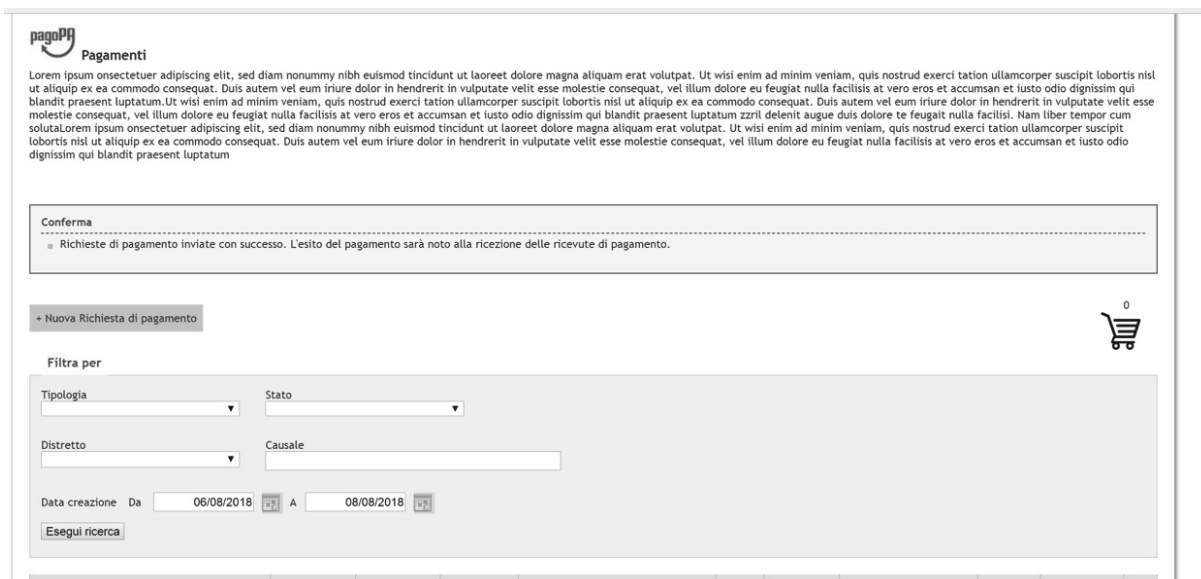 pagoPA
Pagamenti
Lorem ipsum onsectetuer adipiscing elit, sed diam nonummy nibh euismod tincidunt ut laoreet dolore magna aliquam erat volutpat. Ut wisi enim ad minim veniam, quis nostrud exerci tation ullamcorper suscipit lobortis nisl
ut aliquip ex ea commodo consequat. Duis autem vel eum iriure dolor in hendrerit in vulputate velit esse molestie consequat, vel illum dolore eu feugiat nulla facilisis at vero eros et accumsan et iusto odio dignissim qui
blandit praesent luptatum.Ut wisi enim ad minim veniam, quis nostrud exerci tation ullamcorper suscipit lobortis nisl ut aliquip ex ea commodo consequat. Duis autem vel eum iriure dolor in hendrerit in vulputate velit esse
molestie consequat, vel illum dolore eu feugiat nulla facilisis at vero eros et accumsan et iusto odio dignissim qui blandit praesent luptatum zzril delenit augue duis dolore te feugait nulla facilisi. Nam liber tempor cum
solutaLorem ipsum onsectetuer adipiscing elit, sed diam nonummy nibh euismod tincidunt ut laoreet dolore magna aliquam erat volutpat. Ut wisi enim ad minim veniam, quis nostrud exerci tation ullamcorper suscipit
lobortis nisl ut aliquip ex ea commodo consequat. Duis autem vel eum iriure dolor in hendrerit in vulputate velit esse molestie consequat, vel illum dolore eu feugiat nulla facilisis at vero eros et accumsan et iusto odio
dignissim qui blandit praesent luptatum
Conferma
Richieste di pagamento inviate con successo. L'esito del pagamento sarà noto alla ricezione delle ricevute di pagamento.
+ Nuova Richiesta di pagamento
0
Filtra per
Tipologia Stato
Distretto Causale
Data creazione Da 06/08/2018 A 08/08/2018
Esegui ricerca